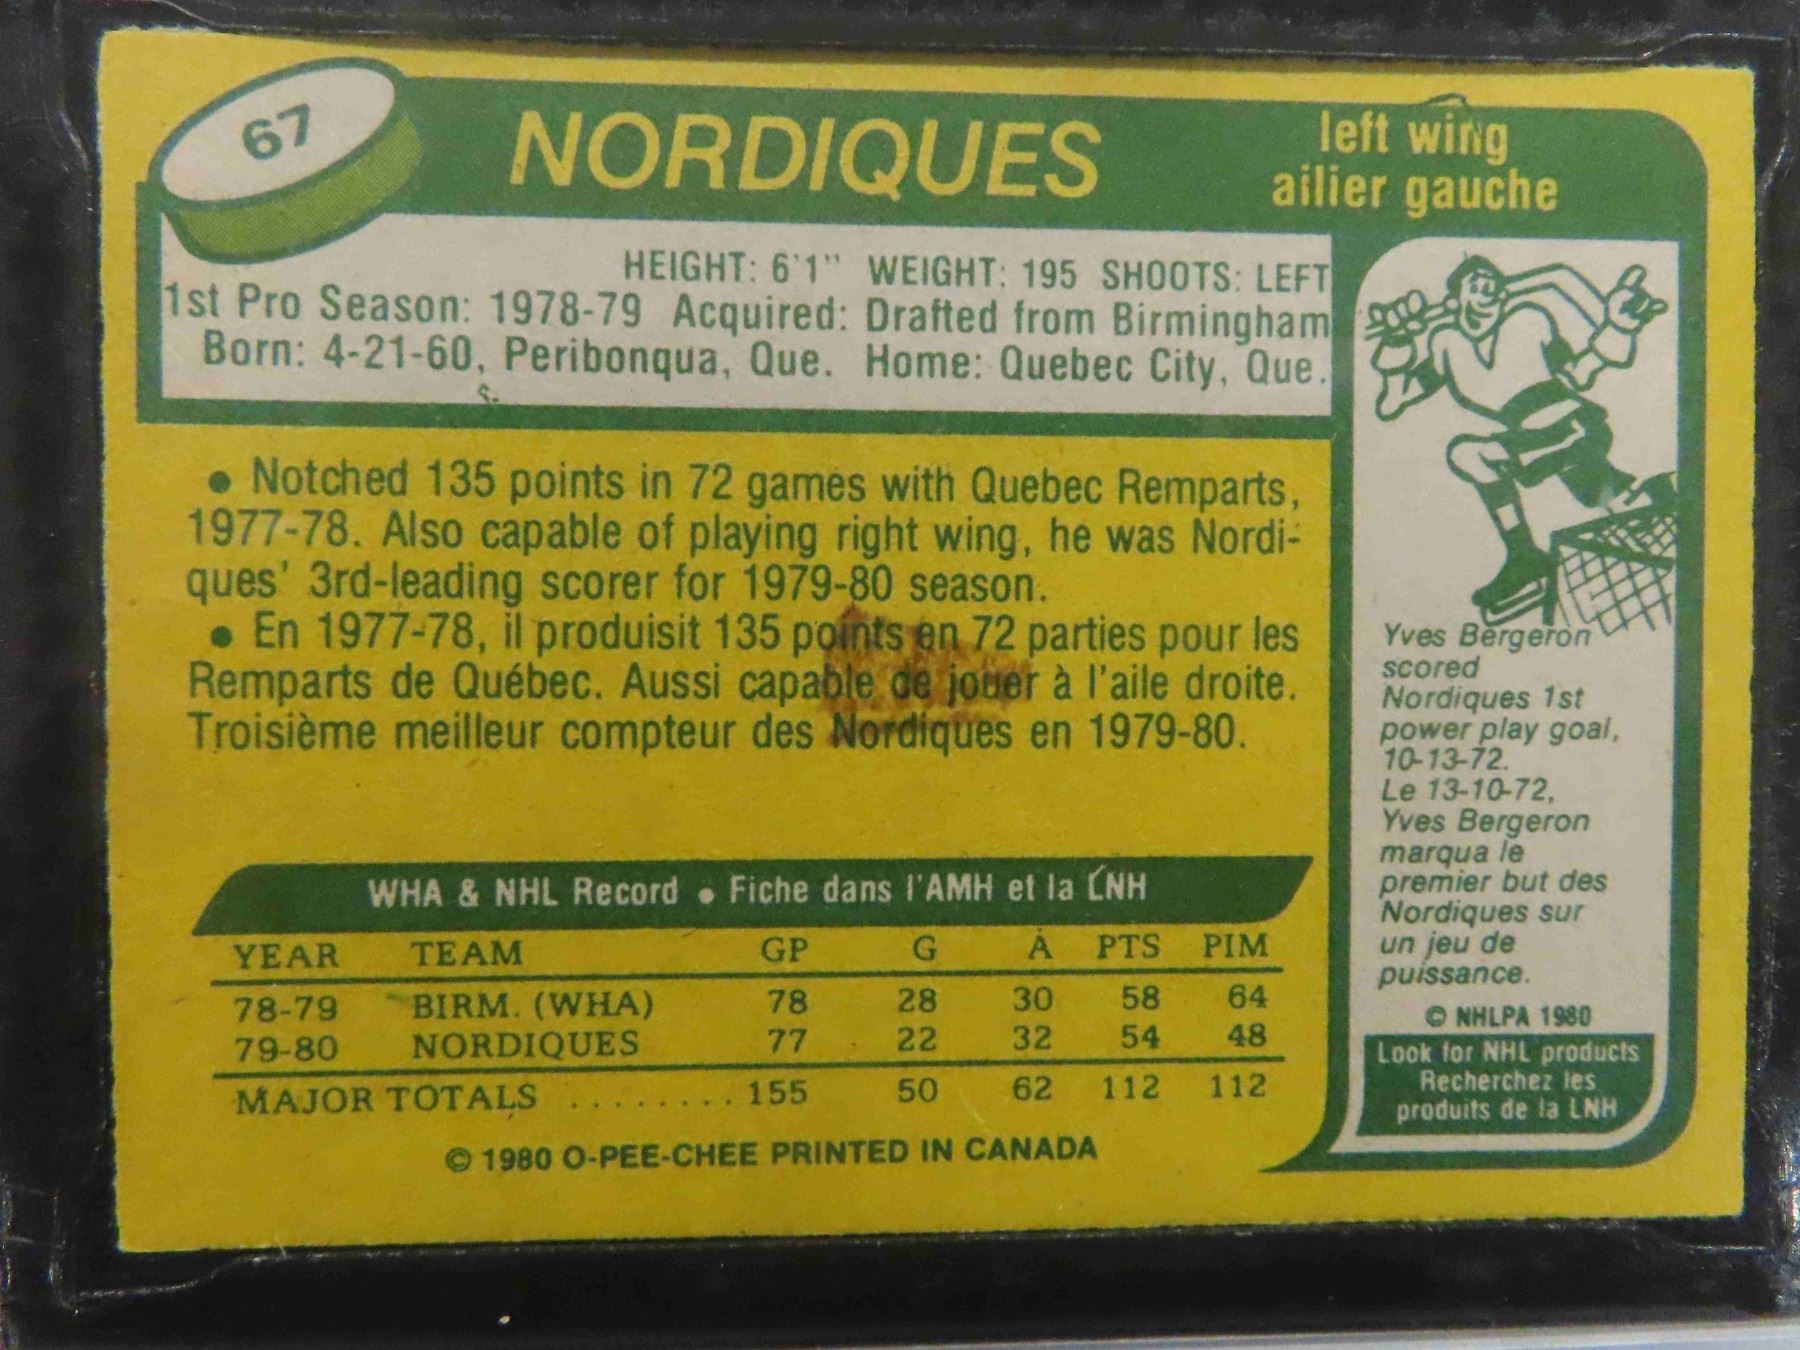 67
NORDIQUES
left wing
ailier gauche
HEIGHT: 6'1" WEIGHT: 195 SHOOTS: LEFT
1st Pro Season: 1978-79 Acquired: Drafted from Birmingham
Born: 4-21-60, Peribonqua, Que. Home: Quebec City, Que.
• Notched 135 points in 72 games with Quebec Remparts,
1977-78. Also capable of playing right wing, he was Nordi-
ques' 3rd-leading scorer for 1979-80 season.
• En 1977-78, il produisit 135 points en 72 parties pour les
Remparts de Québec. Aussi capable de jouer à l'aile droite.
Troisième meilleur compteur des Nordiques en 1979-80.
WHA & NHL Record • Fiche dans l'AMH et la LNH
YEAR TEAM GP G A PTS PIM
78-79 BIRM. (WHA) 78 28 30 58 64
79-80 NORDIQUES 77 22 32 54 48
MAJOR TOTALS ........ 155 50 62 112 112
© 1980 O-PEE-CHEE PRINTED IN CANADA
Yves Bergeron
scored
Nordiques 1st
power play goal,
10-13-72.
Le 13-10-72,
Yves Bergeron
marqua le
premier but des
Nordiques sur
un jeu de
puissance.
© NHLPA 1980
Look for NHL products
Recherchez les
produits de la LNH